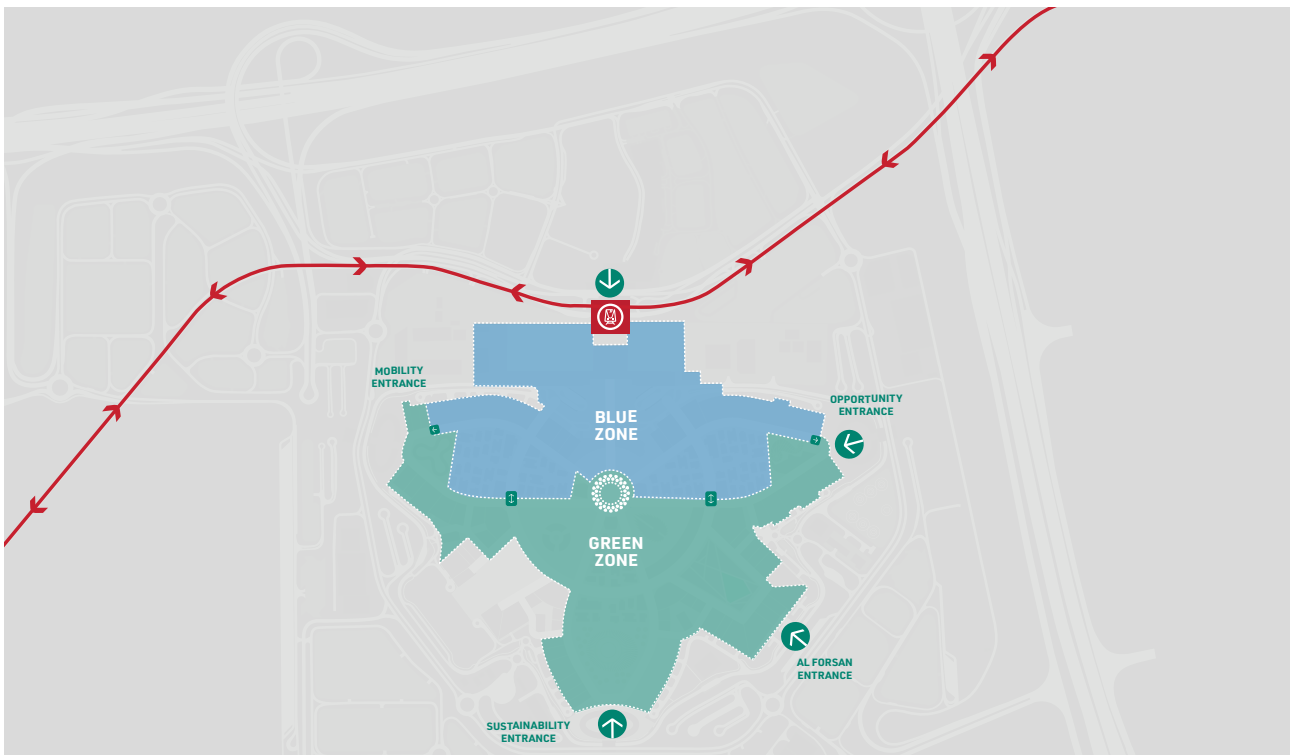 MOBILITY
ENTRANCE
OPPORTUNITY
ENTRANCE
BLUE
ZONE
GREEN
ZONE
AL FORSAN
ENTRANCE
SUSTAINABILITY
ENTRANCE